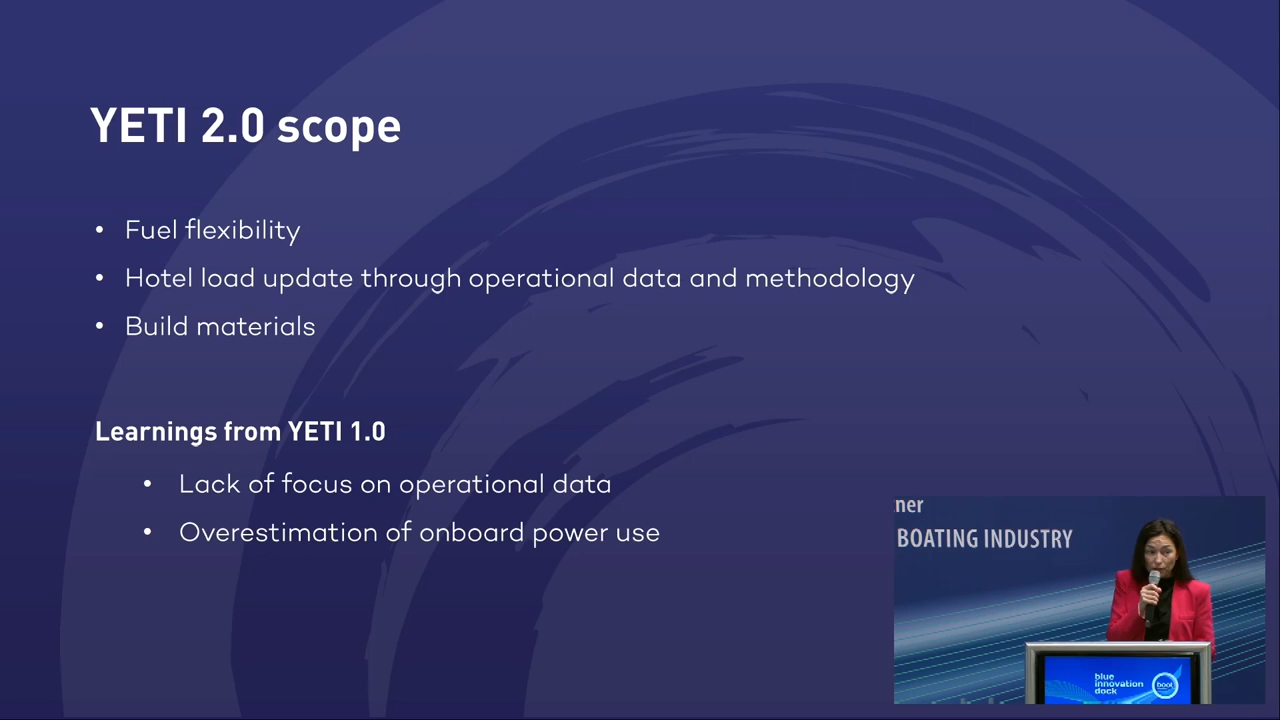 YETI 2.0 scope
• Fuel flexibility
• Hotel load update through operational data and methodology
• Build materials
Learnings from YETI 1.0
• Lack of focus on operational data
• Overestimation of onboard power use
BOATING INDUSTRY
blue
innovation
dock
boot